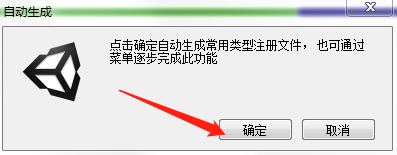 自动生成
点击确定自动生成常用类型注册文件，也可通过
菜单逐步完成此功能
确定
取消